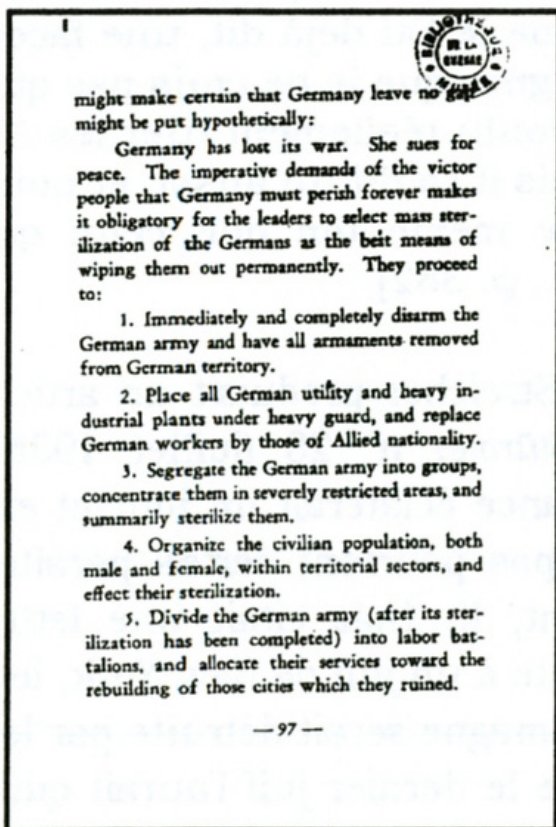 BIBLIOTHEQUE
DE LA
GUERRE
MUSEE
might make certain that Germany leave no gap,
might be put hypothetically:
Germany has lost its war. She sues for
peace. The imperative demands of the victor
people that Germany must perish forever makes
it obligatory for the leaders to select mass ster-
ilization of the Germans as the best means of
wiping them out permanently. They proceed
to:
1. Immediately and completely disarm the
German army and have all armaments removed
from German territory.
2. Place all German utility and heavy in-
dustrial plants under heavy guard, and replace
German workers by those of Allied nationality.
3. Segregate the German army into groups,
concentrate them in severely restricted areas, and
summarily sterilize them.
4. Organize the civilian population, both
male and female, within territorial sectors, and
effect their sterilization.
5. Divide the German army (after its ster
ilization has been completed) into labor bat-
talions, and allocate their services toward the
rebuilding of those cities which they ruined.
— 97 —